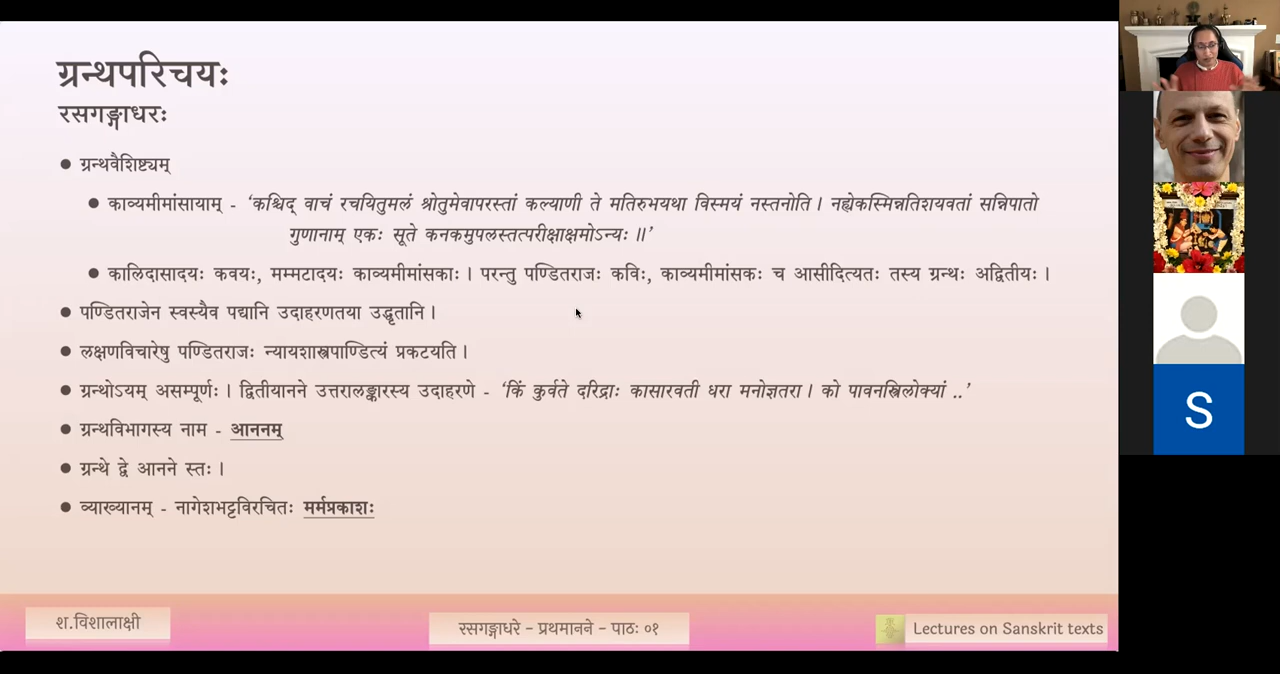 ग्रन्थपरिचयः
रसगङ्गाधरः
● ग्रन्थवैशिष्ट्यम्
● काव्यमीमांसायाम् - ‘कश्चिद् वाचं रचयितुमलं श्रोतुमेवापरस्तां कल्याणी ते मतिरुभयथा विस्मयं नस्तनोति । नह्येकस्मिन्नतिशयवतां सन्निपातो
गुणानाम् एकः सूते कनकमुपलस्तत्परीक्षाक्षमोऽन्यः ॥’
● कालिदासादयः कवयः, मम्मटादयः काव्यमीमांसकाः । परन्तु पण्डितराजः कविः, काव्यमीमांसकः च आसीदित्यतः तस्य ग्रन्थः अद्वितीयः ।
● पण्डितराजेन स्वस्यैव पद्यानि उदाहरणतया उद्धृतानि ।
● लक्षणविचारेषु पण्डितराजः न्यायशास्त्रपाण्डित्यं प्रकटयति ।
● ग्रन्थोऽयम् असम्पूर्णः । द्वितीयानने उत्तरालङ्कारस्य उदाहरणे - ‘किं कुर्वते दरिद्राः कासारवती धरा मनोज्ञतरा । को पावनस्त्रिलोक्यां ..’
● ग्रन्थविभागस्य नाम - आननम्
● ग्रन्थे द्वे आनने स्तः ।
● व्याख्यानम् - नागेशभट्टविरचितः मर्मप्रकाशः
श.विशालाक्षी
रसगङ्गाधरे - प्रथमानने - पाठः ०१
Lectures on Sanskrit texts
S